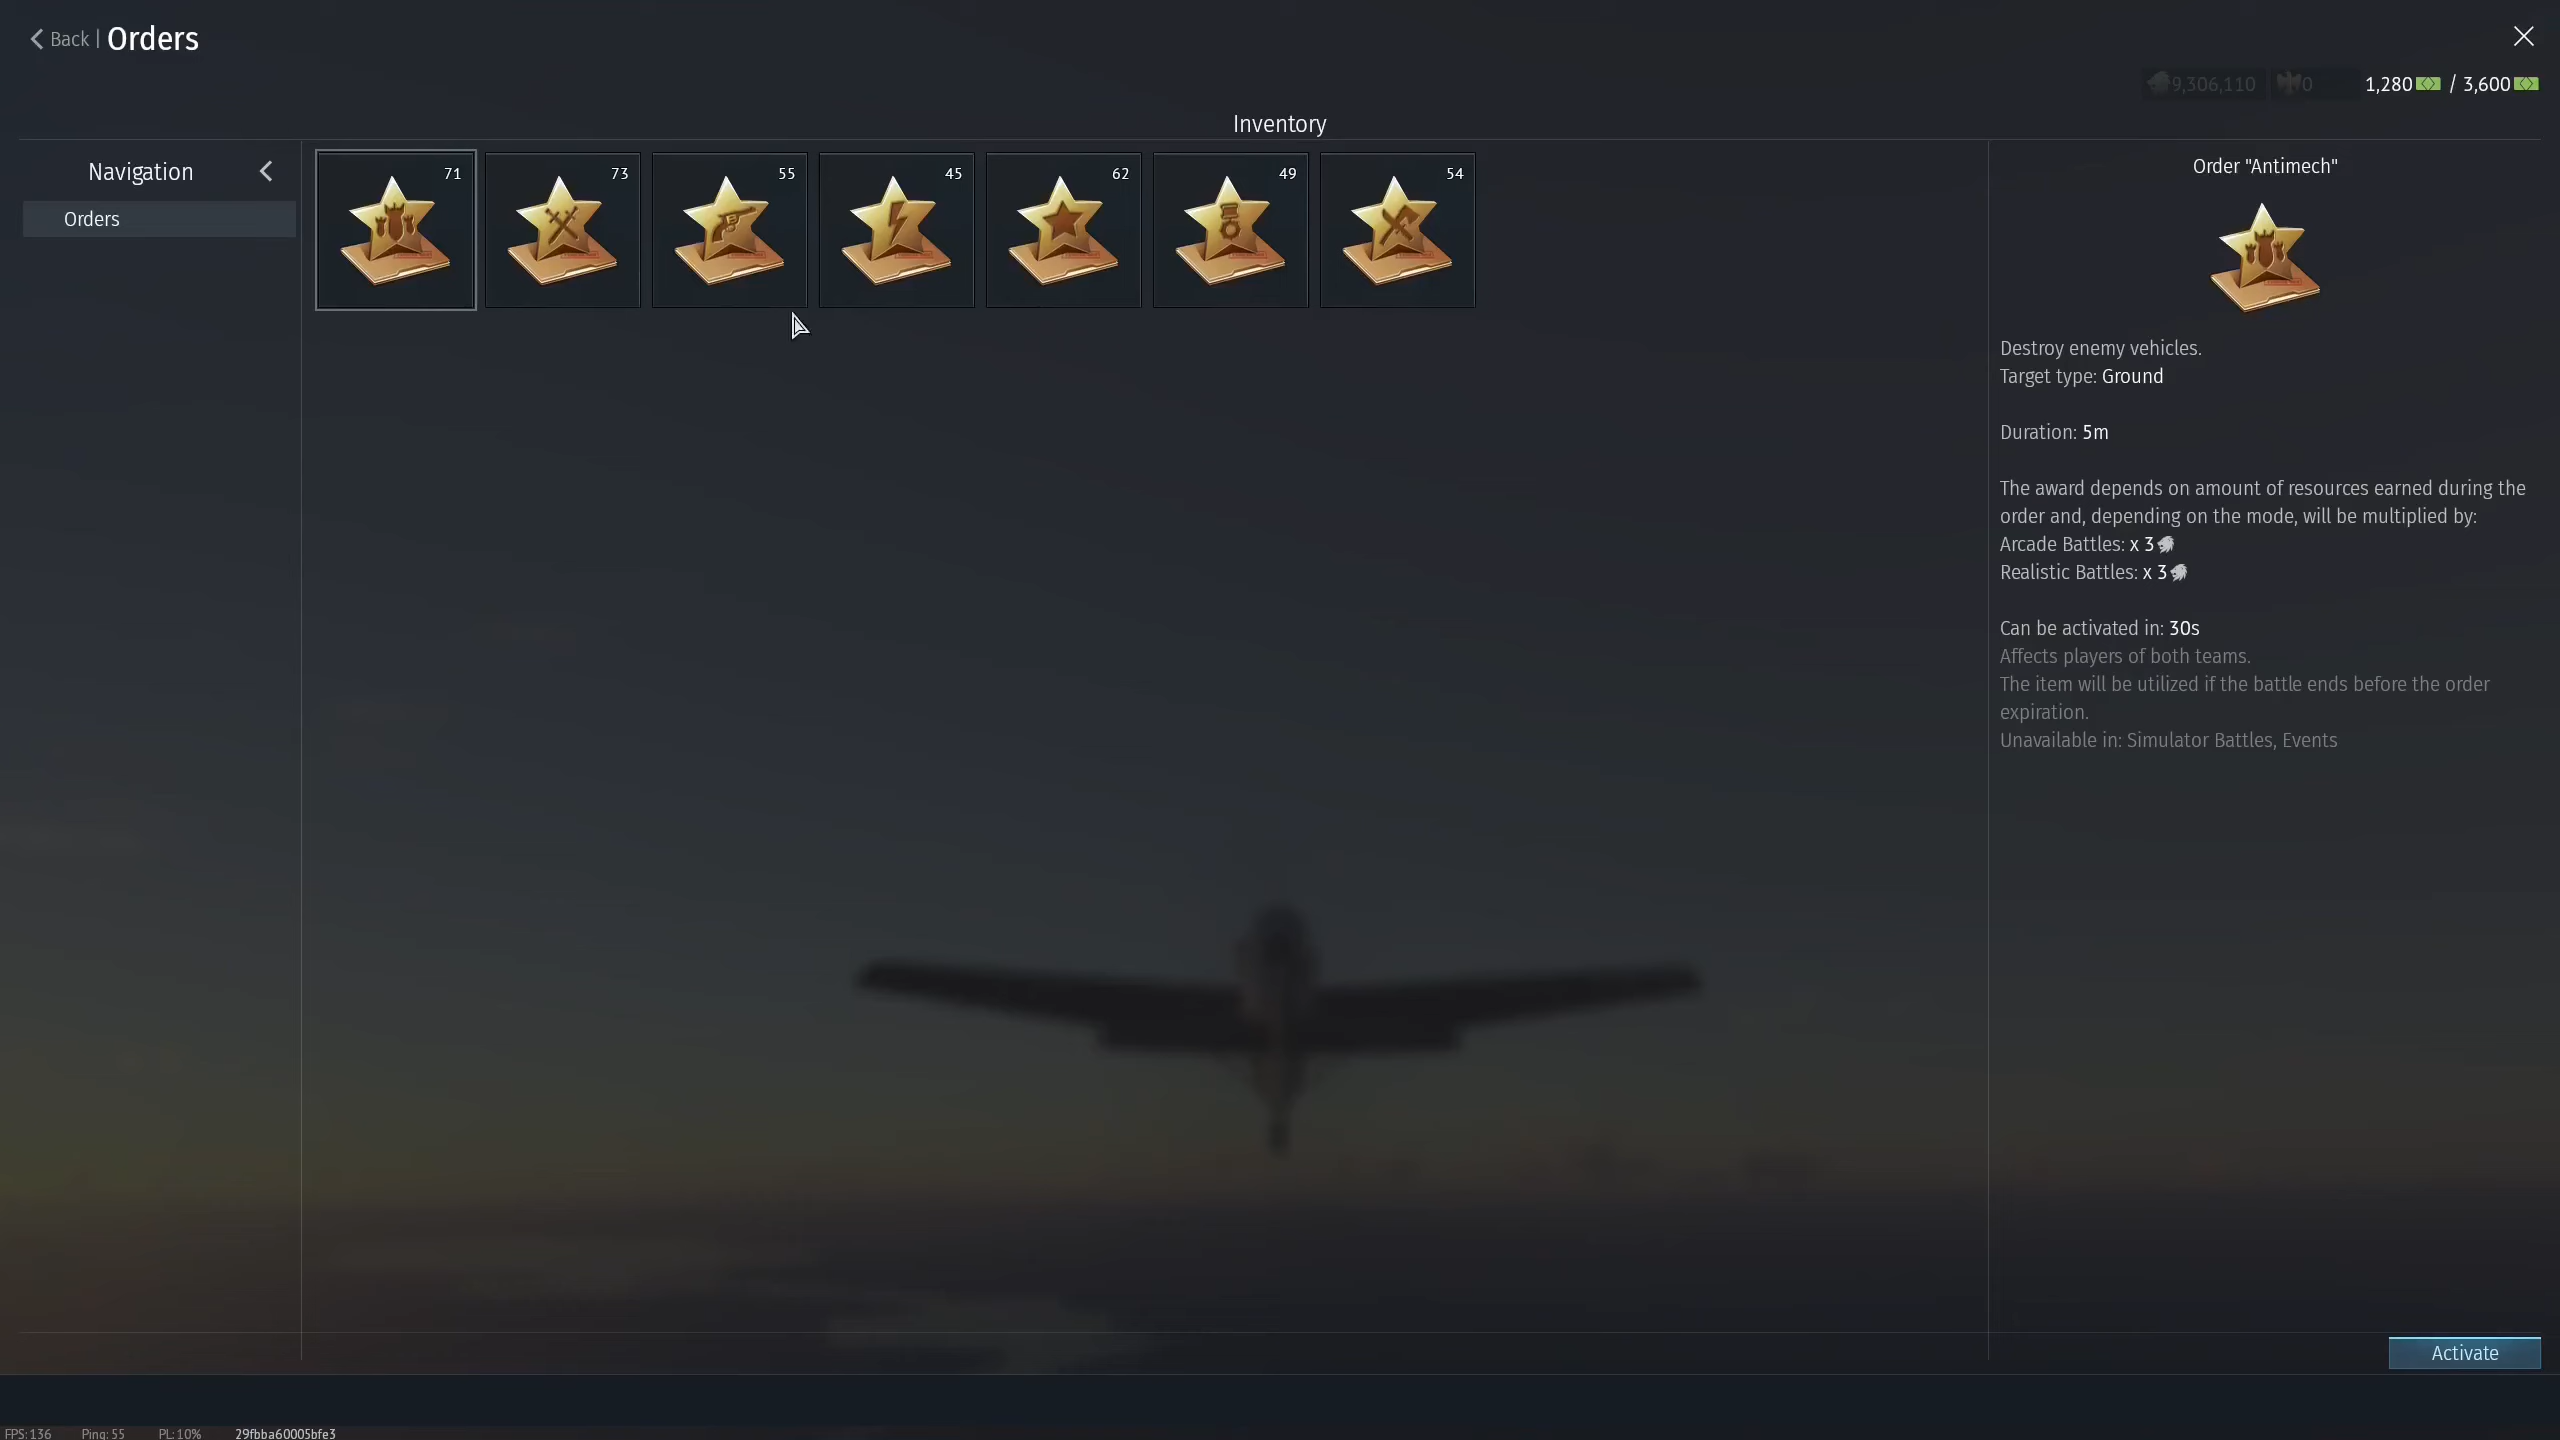 Back | Orders
9,306,110 0 1,280 / 3,600
Inventory
Navigation
Orders
71 73 55 45 62 49 54
Order "Antimech"
Destroy enemy vehicles.
Target type: Ground
Duration: 5m
The award depends on amount of resources earned during the
order and, depending on the mode, will be multiplied by:
Arcade Battles: x 3
Realistic Battles: x 3
Can be activated in: 30s
Affects players of both teams.
The item will be utilized if the battle ends before the order
expiration.
Unavailable in: Simulator Battles, Events
Activate
FPS:136 Ping:55 PL:10% 29fbba60005bfe3